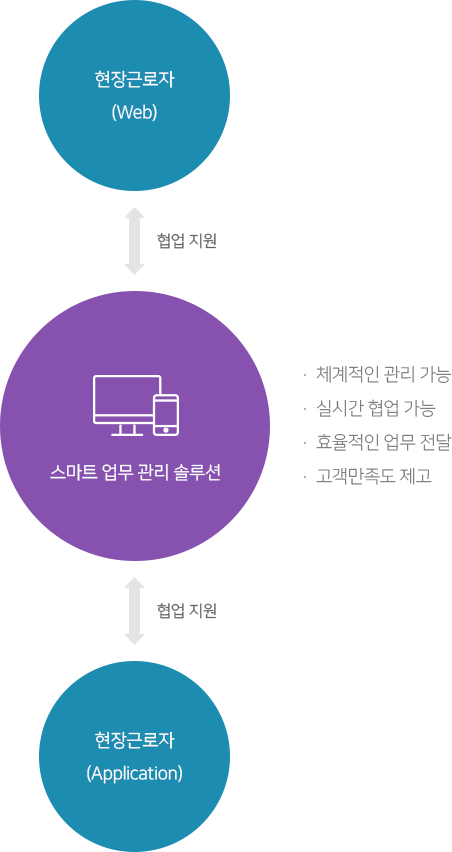 현장근로자
(Web)
협업 지원
스마트 업무 관리 솔루션
· 체계적인 관리 가능
· 실시간 협업 가능
· 효율적인 업무 전달
· 고객만족도 제고
협업 지원
현장근로자
(Application)